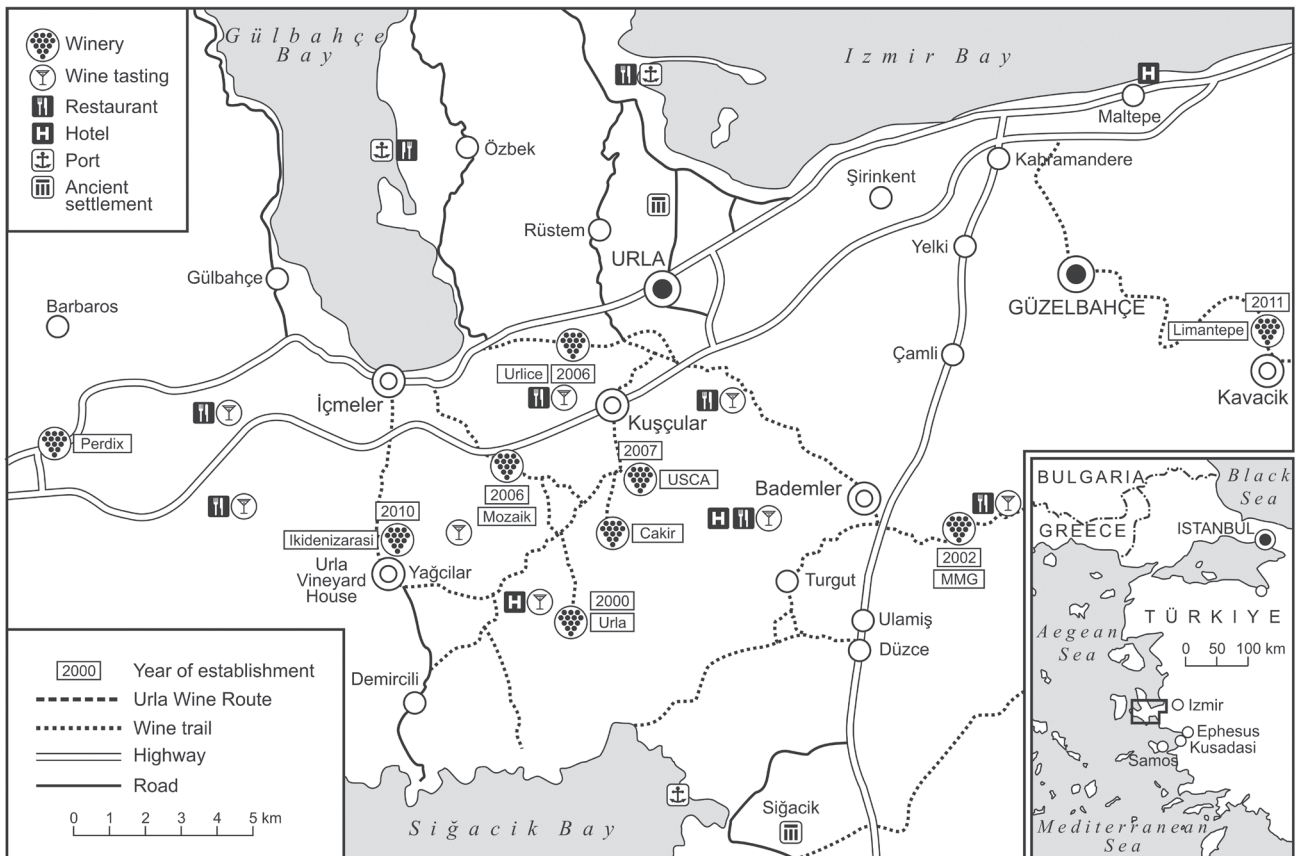 Gülbahçe
Bay
Izmir Bay
Winery
Wine tasting
Restaurant
H
Hotel
Port
Ancient
settlement
H
Maltepe
Özbek
Kahramandere
Şirinkent
Rüstem
Yelki
URLA
Gülbahçe
GÜZELBAHÇE
2011
Limantepe
Barbaros
Çamli
Kavacik
Urlice
2006
İçmeler
Kuşçular
Perdix
2007
USCA
2006
Mozaik
Bademler
H
2010
Ikidenizarasi
Cakir
2002
MMG
Urla
Vineyard
House
Yağcilar
Turgut
H
2000
Urla
Ulamiş
Düzce
Demircili
Siğacik
Siğacik Bay
2000
Year of establishment
Urla Wine Route
Wine trail
Highway
Road
0 1 2 3 4 5 km
BULGARIA
Black
Sea
GREECE
ISTANBUL
TÜRKIYE
Aegean
Sea
0 50 100 km
Izmir
Ephesus
Kusadasi
Samos
Mediterranean
Sea